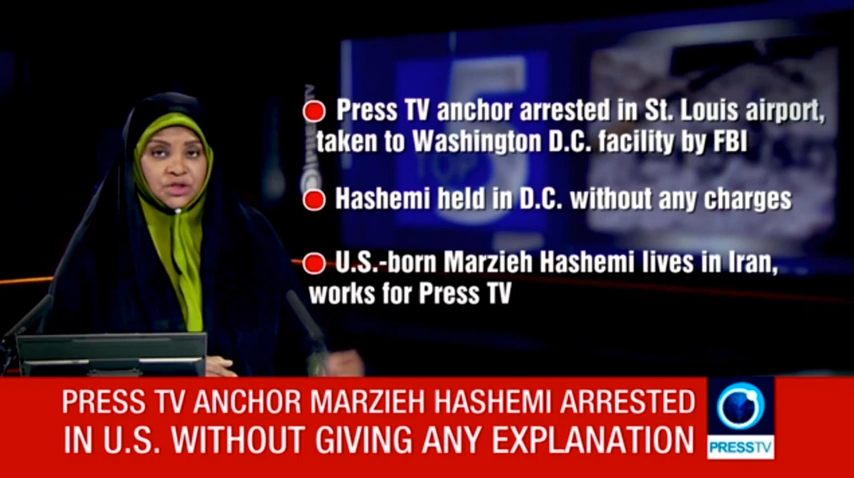 Press TV anchor arrested in St. Louis airport,
taken to Washington D.C. facility by FBI
Hashemi held in D.C. without any charges
U.S.-born Marzieh Hashemi lives in Iran,
works for Press TV
PRESS TV ANCHOR MARZIEH HASHEMI ARRESTED
IN U.S. WITHOUT GIVING ANY EXPLANATION
PRESSTV
5